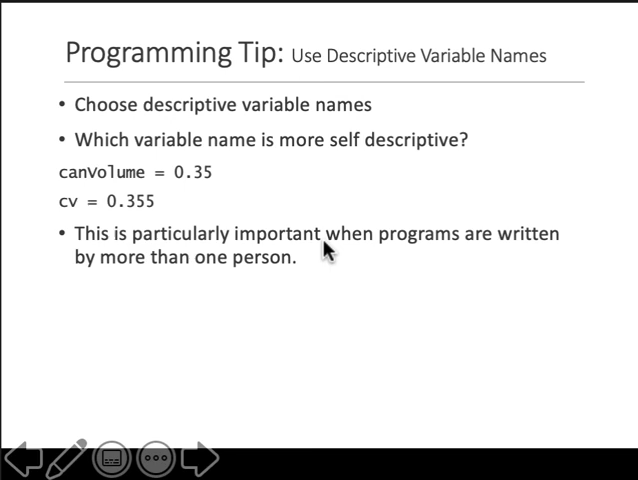 Programming Tip: Use Descriptive Variable Names
• Choose descriptive variable names
• Which variable name is more self descriptive?
canVolume = 0.35
cv = 0.355
• This is particularly important when programs are written
by more than one person.